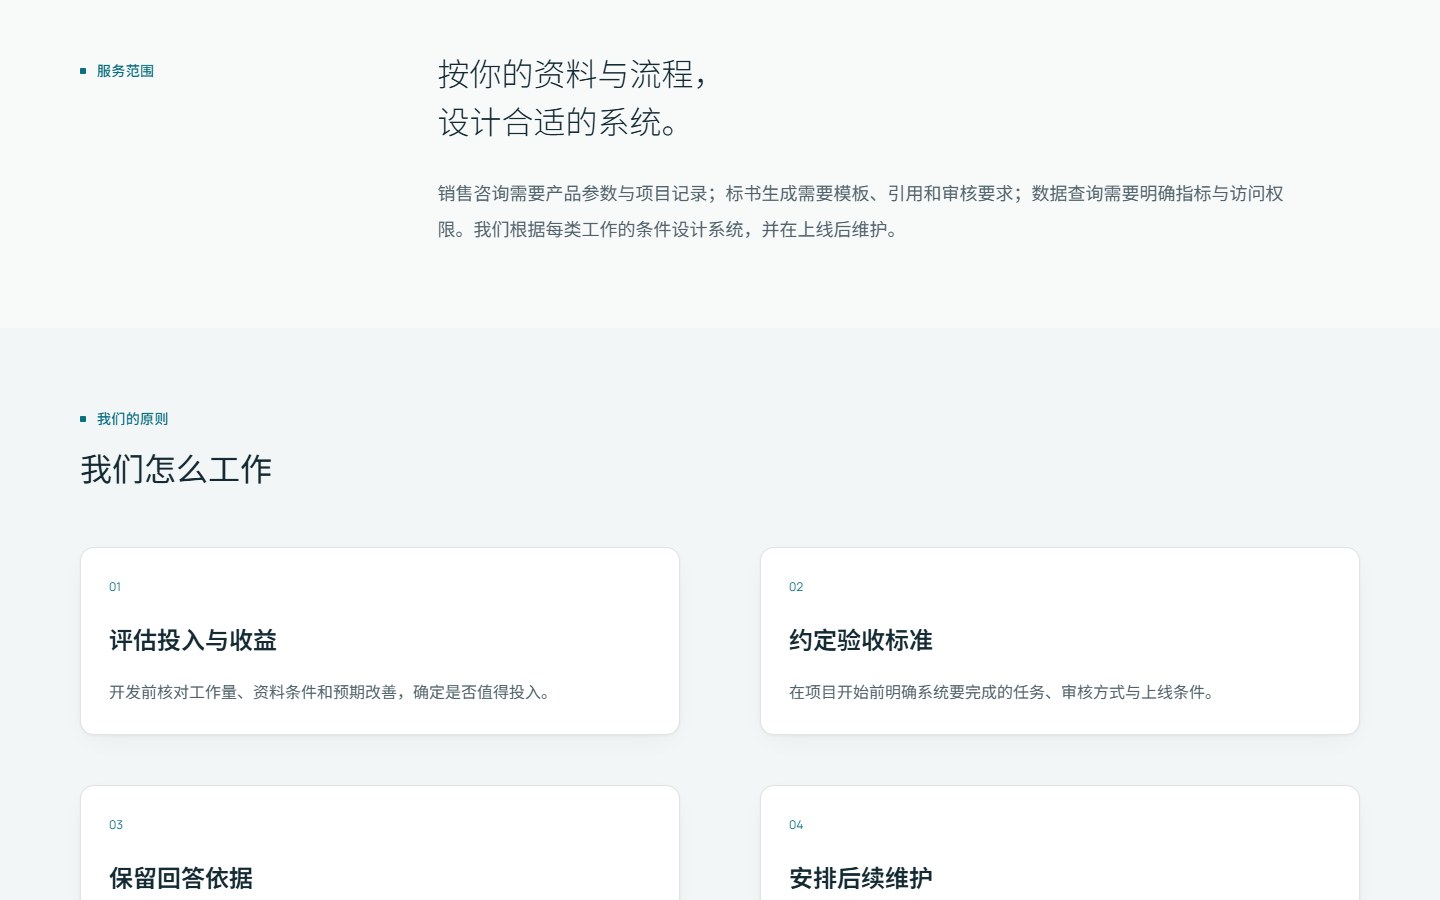 服务范围
按你的资料与流程，
设计合适的系统。
销售咨询需要产品参数与项目记录；标书生成需要模板、引用和审核要求；数据查询需要明确指标与访问权
限。我们根据每类工作的条件设计系统，并在上线后维护。
我们的原则
我们怎么工作
01
评估投入与收益
开发前核对工作量、资料条件和预期改善，确定是否值得投入。
02
约定验收标准
在项目开始前明确系统要完成的任务、审核方式与上线条件。
03
保留回答依据
04
安排后续维护